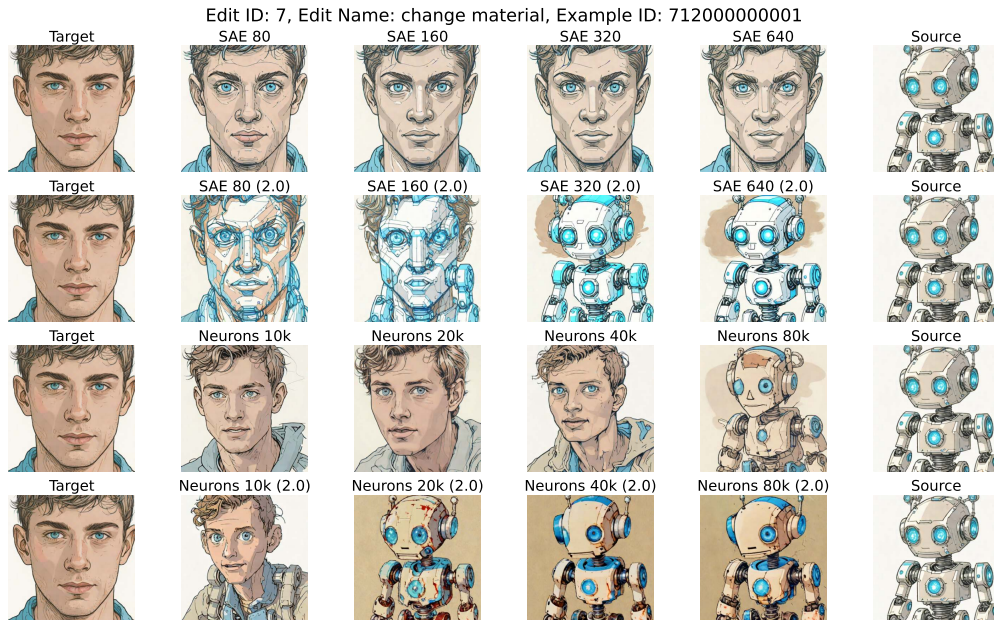 Edit ID: 7, Edit Name: change material, Example ID: 712000000001
Target SAE 80 SAE 160 SAE 320 SAE 640 Source
Target SAE 80 (2.0) SAE 160 (2.0) SAE 320 (2.0) SAE 640 (2.0) Source
Target Neurons 10k Neurons 20k Neurons 40k Neurons 80k Source
Target Neurons 10k (2.0) Neurons 20k (2.0) Neurons 40k (2.0) Neurons 80k (2.0) Source